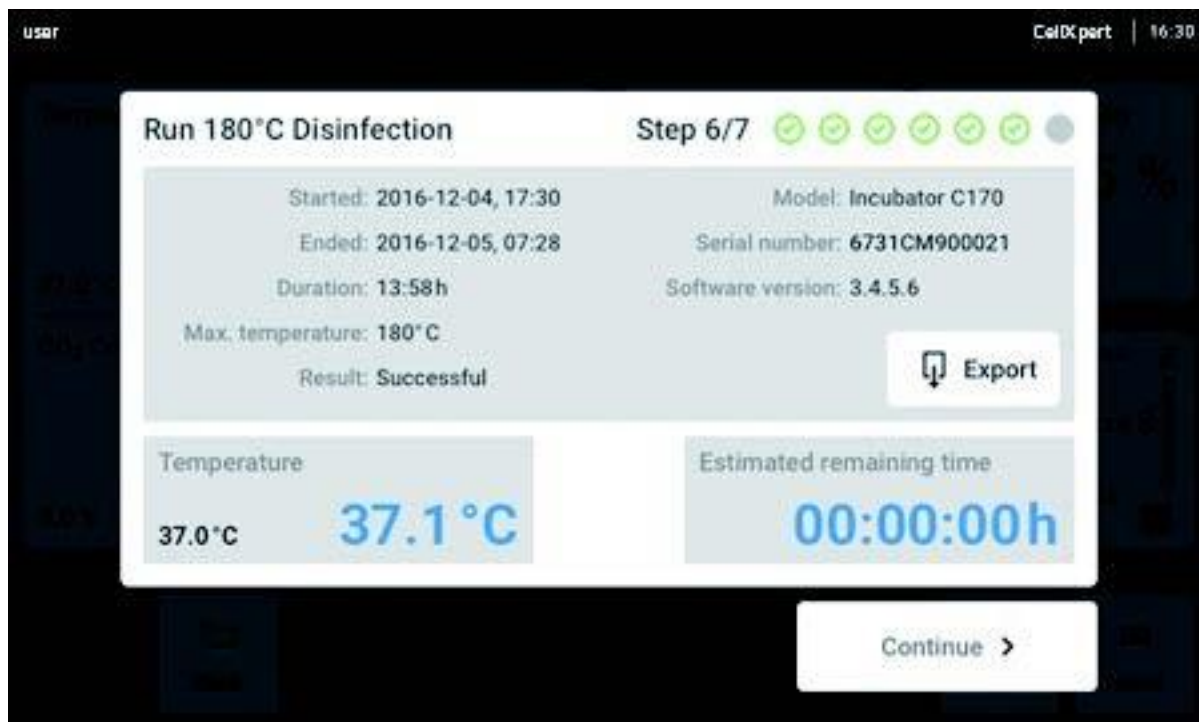 user
CellXpert | 16:30
Run 180°C Disinfection
Step 6/7
Started: 2016-12-04, 17:30
Ended: 2016-12-05, 07:28
Duration: 13:58h
Max. temperature: 180°C
Result: Successful
Model: Incubator C170
Serial number: 6731CM900021
Software version: 3.4.5.6
Export
Temperature
37.0°C 37.1°C
Estimated remaining time
00:00:00h
Continue